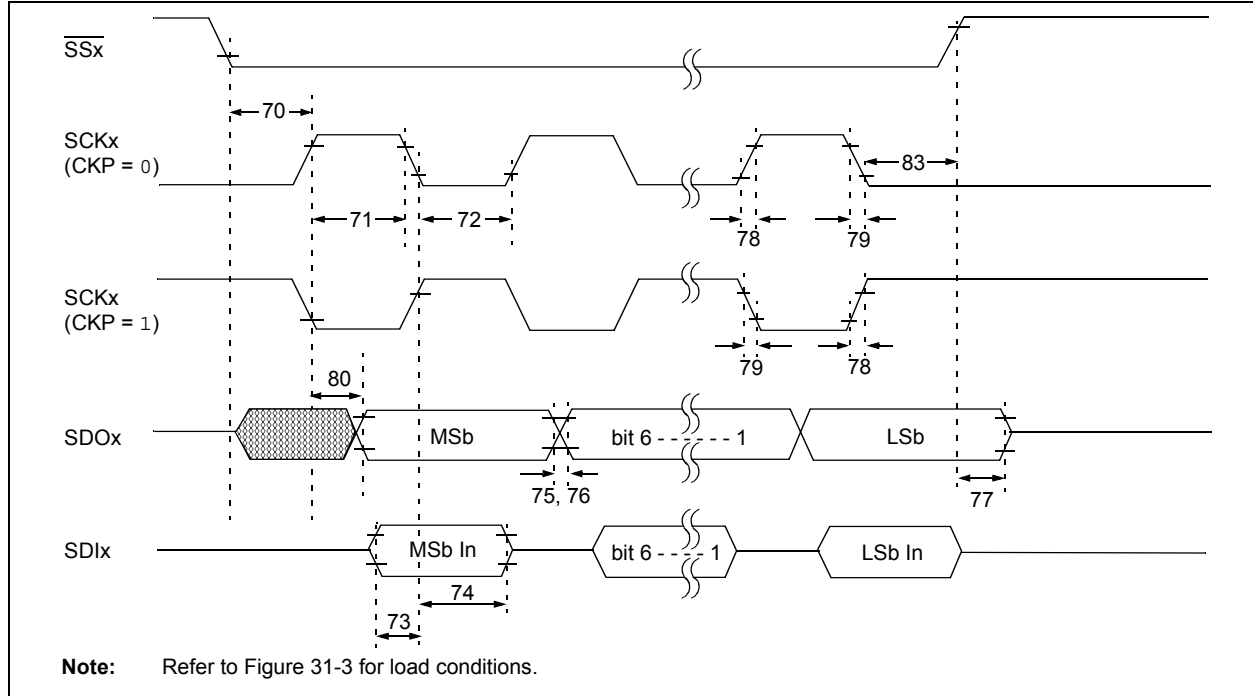 SSx
70
SCKx
(CKP = 0)
83
71
72
78
79
SCKx
(CKP = 1)
79
78
80
SDOx
MSb
bit 6 - - - - - - 1
LSb
75, 76
77
SDIx
MSb In
bit 6 - - - - 1
LSb In
74
73
Note: Refer to Figure 31-3 for load conditions.